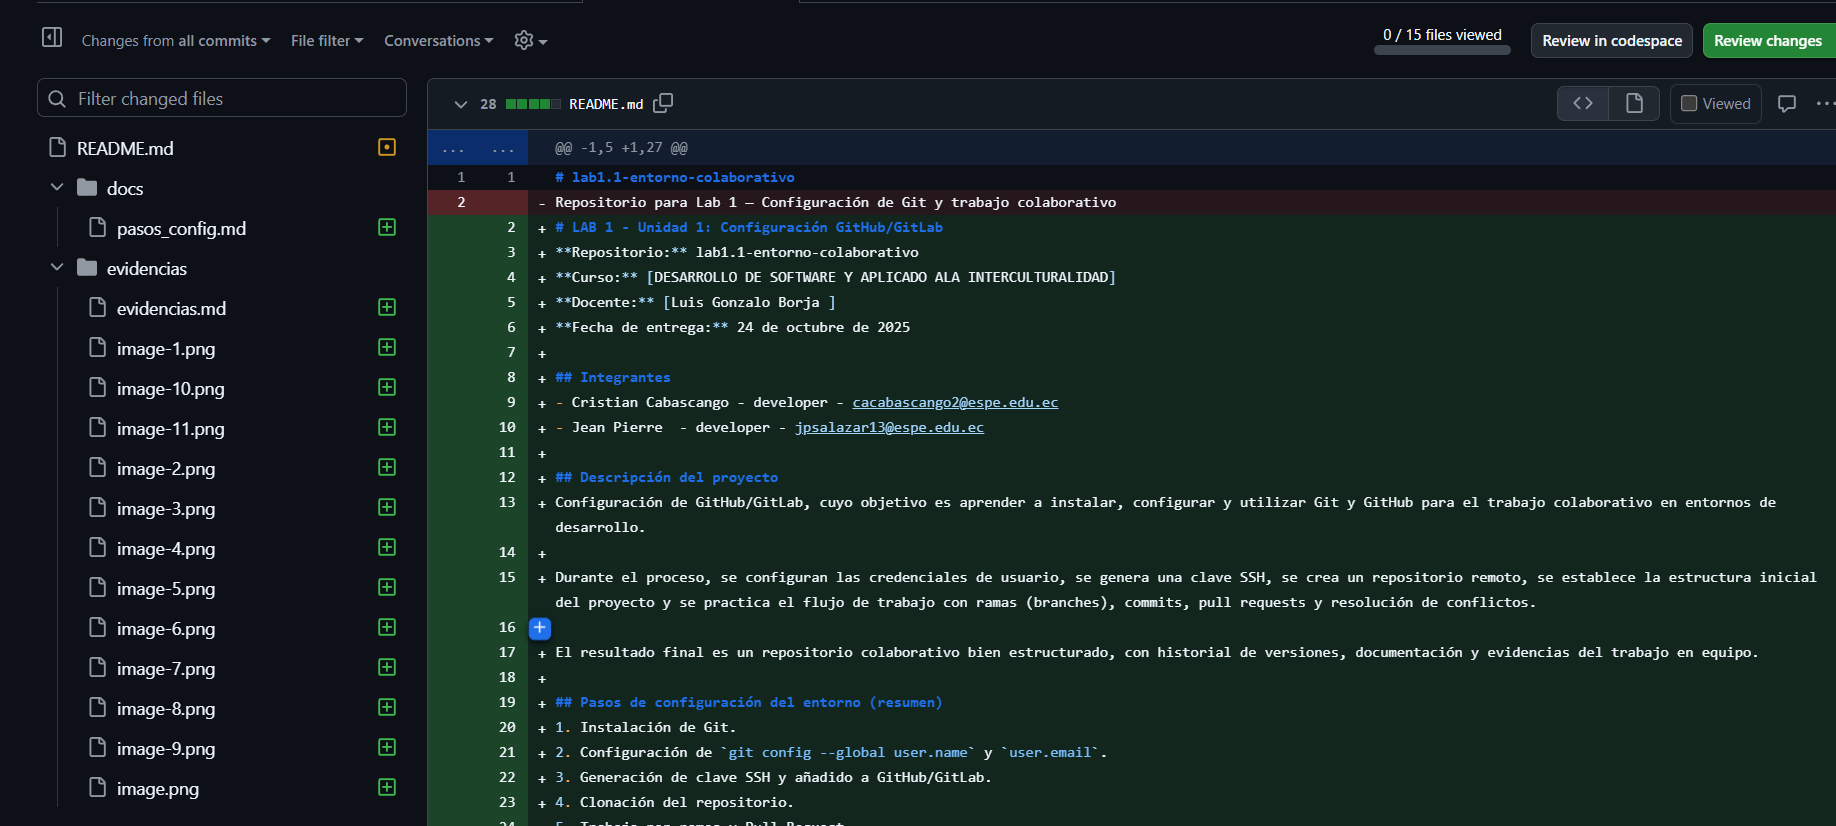 Changes from all commits File filter Conversations 0 / 15 files viewed Review in codespace Review changes
Filter changed files
README.md
docs
pasos_config.md
evidencias
evidencias.md
image-1.png
image-10.png
image-11.png
image-2.png
image-3.png
image-4.png
image-5.png
image-6.png
image-7.png
image-8.png
image-9.png
image.png
28 README.md Viewed
... ... @@ -1,5 +1,27 @@
1 1 # lab1.1-entorno-colaborativo
2 - Repositorio para Lab 1 – Configuración de Git y trabajo colaborativo
2 + # LAB 1 - Unidad 1: Configuración GitHub/GitLab
3 + **Repositorio:** lab1.1-entorno-colaborativo
4 + **Curso:** [DESARROLLO DE SOFTWARE Y APLICADO ALA INTERCULTURALIDAD]
5 + **Docente:** [Luis Gonzalo Borja ]
6 + **Fecha de entrega:** 24 de octubre de 2025
7 +
8 + ## Integrantes
9 + - Cristian Cabascango - developer - cacabascango2@espe.edu.ec
10 + - Jean Pierre  - developer - jpsalazar13@espe.edu.ec
11 +
12 + ## Descripción del proyecto
13 + Configuración de GitHub/GitLab, cuyo objetivo es aprender a instalar, configurar y utilizar Git y GitHub para el trabajo colaborativo en entornos de
desarrollo.
14 +
15 + Durante el proceso, se configuran las credenciales de usuario, se genera una clave SSH, se crea un repositorio remoto, se establece la estructura inicial
del proyecto y se practica el flujo de trabajo con ramas (branches), commits, pull requests y resolución de conflictos.
16 +
17 + El resultado final es un repositorio colaborativo bien estructurado, con historial de versiones, documentación y evidencias del trabajo en equipo.
18 +
19 + ## Pasos de configuración del entorno (resumen)
20 + 1. Instalación de Git.
21 + 2. Configuración de `git config --global user.name` y `user.email`.
22 + 3. Generación de clave SSH y añadido a GitHub/GitLab.
23 + 4. Clonación del repositorio.